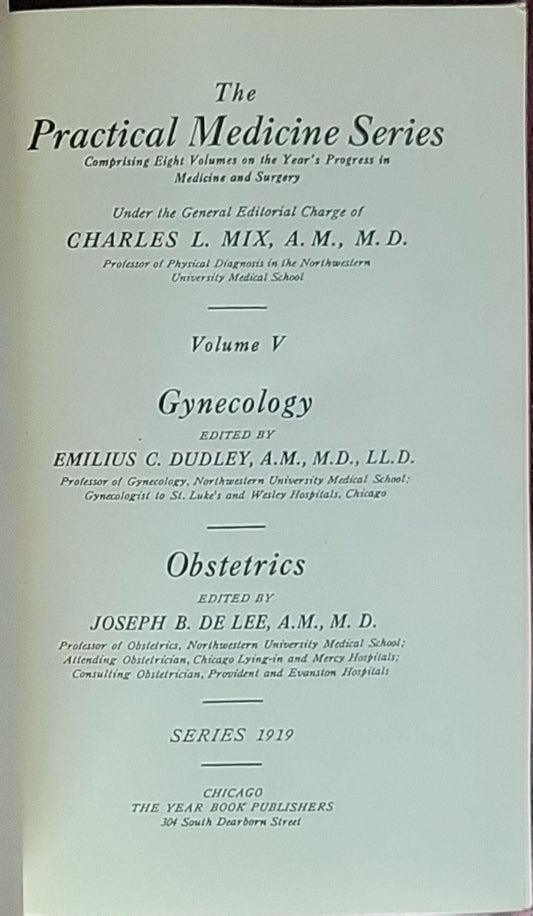 The
Practical Medicine Series
Comprising Eight Volumes on the Year's Progress in
Medicine and Surgery
Under the General Editorial Charge of
CHARLES L. MIX, A. M., M. D.
Professor of Physical Diagnosis in the Northwestern
University Medical School
Volume V
Gynecology
EDITED BY
EMILIUS C. DUDLEY, A.M., M.D., LL.D.
Professor of Gynecology, Northwestern University Medical School;
Gynecologist to St. Luke's and Wesley Hospitals, Chicago
Obstetrics
EDITED BY
JOSEPH B. DE LEE, A.M., M. D.
Professor of Obstetrics, Northwestern University Medical School;
Attending Obstetrician, Chicago Lying-in and Mercy Hospitals;
Consulting Obstetrician, Provident and Evanston Hospitals
SERIES 1919
CHICAGO
THE YEAR BOOK PUBLISHERS
304 South Dearborn Street